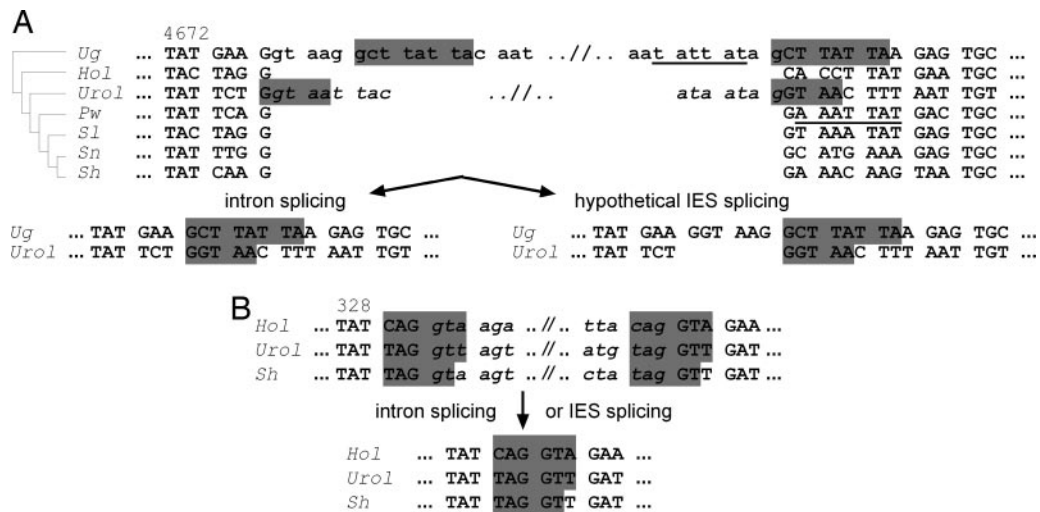 A
4672
Ug ... TAT GAA Ggt aag gct tat tac aat ..//.. aat att ata gCT TAT TAA GAG TGC ...
Hol ... TAC TAG G CA CCT TAT GAA TGC ...
Urol ... TAT TCT Ggt aat tac ..//.. ata ata gGT AAC TTT AAT TGT ...
Pw ... TAT TCA G GA AAT TAT GAC TGC ...
Sl ... TAC TAG G GT AAA TAT GAG TGC ...
Sn ... TAT TTG G GC ATG AAA GAG TGC ...
Sh ... TAT CAA G GA AAC AAG TAA TGC ...
intron splicing hypothetical IES splicing
Ug ... TAT GAA GCT TAT TAA GAG TGC ... Ug ... TAT GAA GGT AAG GCT TAT TAA GAG TGC ...
Urol ... TAT TCT GGT AAC TTT AAT TGT ... Urol ... TAT TCT GGT AAC TTT AAT TGT ...
B
328
Hol ... TAT CAG gta aga ..//.. tta cag GTA GAA ...
Urol ... TAT TAG gtt agt ..//.. atg tag GTT GAT ...
Sh ... TAT TAG gta agt ..//.. cta tag GTT GAT ...
intron splicing or IES splicing
Hol ... TAT CAG GTA GAA ...
Urol ... TAT TAG GTT GAT ...
Sh ... TAT TAG GTT GAT ...